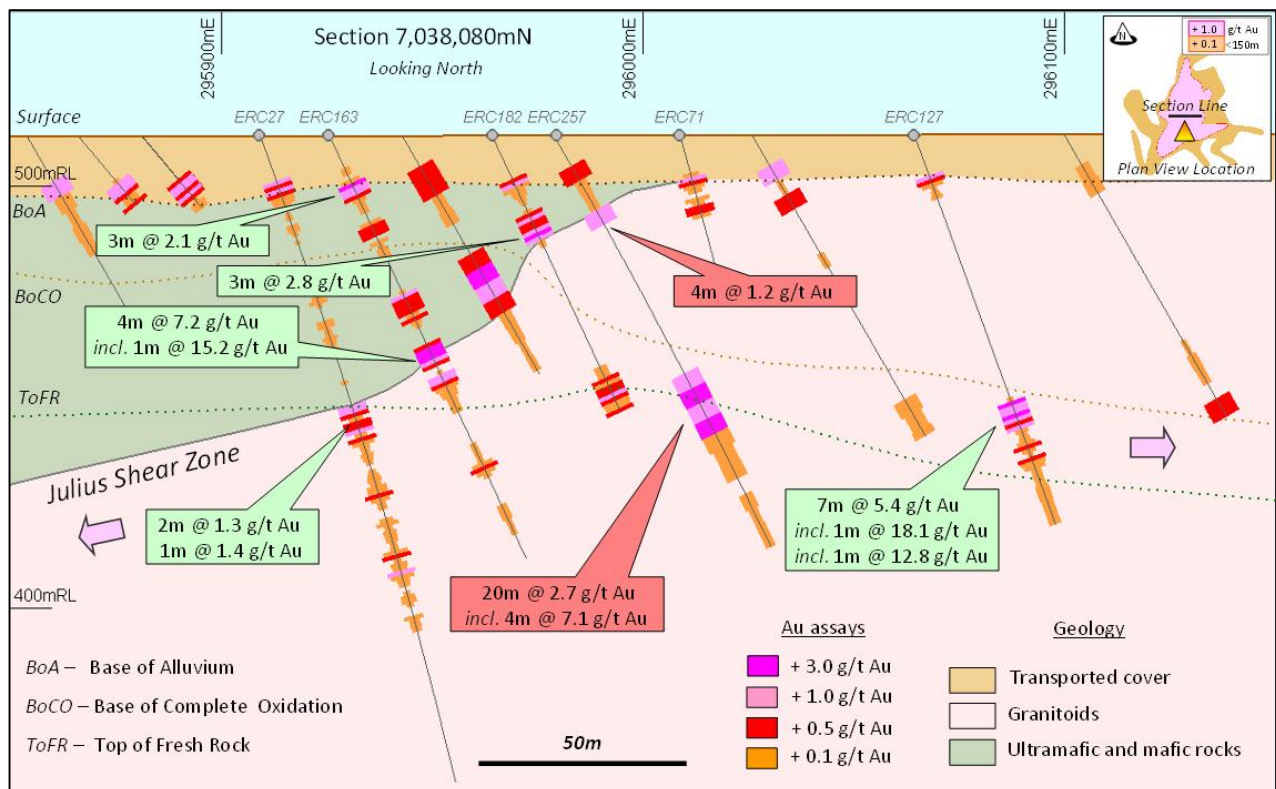 Section 7,038,080mN
Looking North
295900mE
296000mE
296100mE
N
+ 1.0 g/t Au
+ 0.1 <150m
Section Line
Plan View Location
Surface
ERC27
ERC163
ERC182
ERC257
ERC71
ERC127
500mRL
BoA
3m @ 2.1 g/t Au
3m @ 2.8 g/t Au
4m @ 1.2 g/t Au
BoCO
4m @ 7.2 g/t Au
incl. 1m @ 15.2 g/t Au
ToFR
Julius Shear Zone
2m @ 1.3 g/t Au
1m @ 1.4 g/t Au
7m @ 5.4 g/t Au
incl. 1m @ 18.1 g/t Au
incl. 1m @ 12.8 g/t Au
20m @ 2.7 g/t Au
incl. 4m @ 7.1 g/t Au
400mRL
BoA – Base of Alluvium
BoCO – Base of Complete Oxidation
ToFR – Top of Fresh Rock
50m
Au assays
+ 3.0 g/t Au
+ 1.0 g/t Au
+ 0.5 g/t Au
+ 0.1 g/t Au
Geology
Transported cover
Granitoids
Ultramafic and mafic rocks